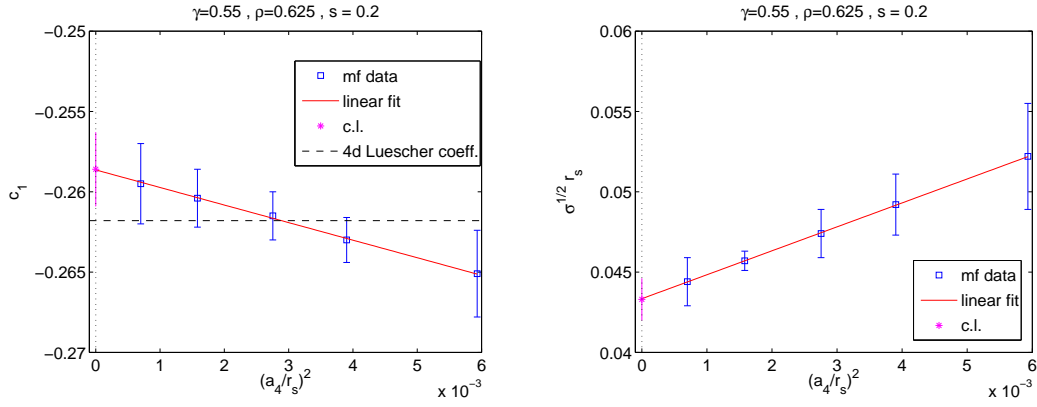 γ=0.55 , ρ=0.625 , s = 0.2
−0.25
−0.255
−0.26
−0.265
−0.27
c₁
mf data
linear fit
c.l.
4d Luescher coeff.
0 1 2 3 4 5 6
x 10⁻³
(a₄/rₛ)²
γ=0.55 , ρ=0.625 , s = 0.2
0.06
0.055
0.05
0.045
0.04
σ^{1/2} rₛ
mf data
linear fit
c.l.
0 1 2 3 4 5 6
x 10⁻³
(a₄/rₛ)²